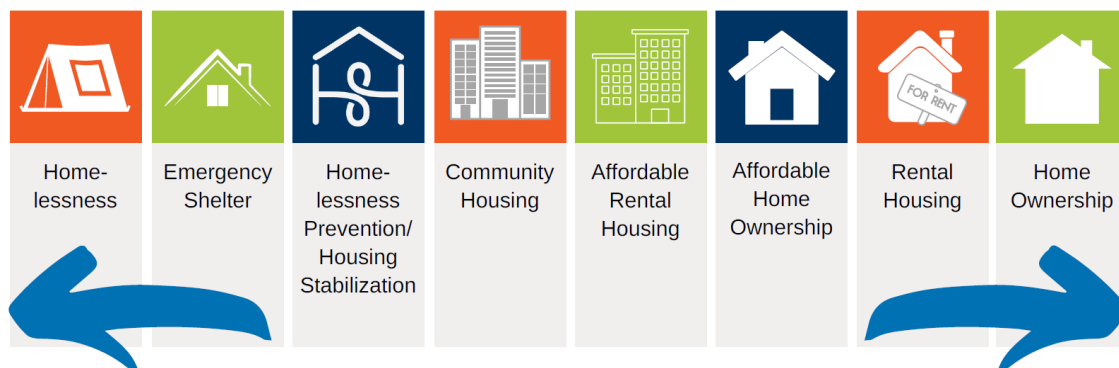 FOR RENT
Home-
lessness
Emergency
Shelter
Home-
lessness
Prevention/
Housing
Stabilization
Community
Housing
Affordable
Rental
Housing
Affordable
Home
Ownership
Rental
Housing
Home
Ownership